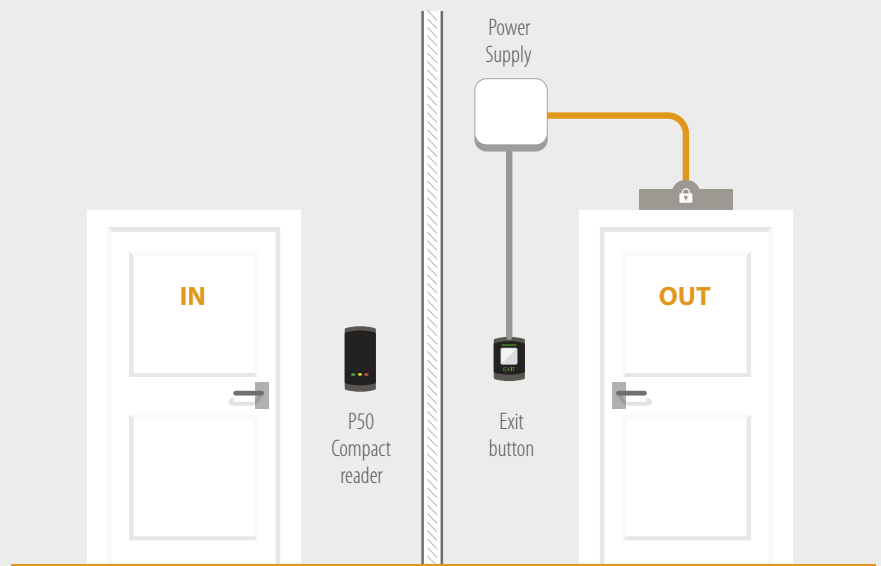 Power
Supply
IN
OUT
EXIT
P50
Compact
reader
Exit
button